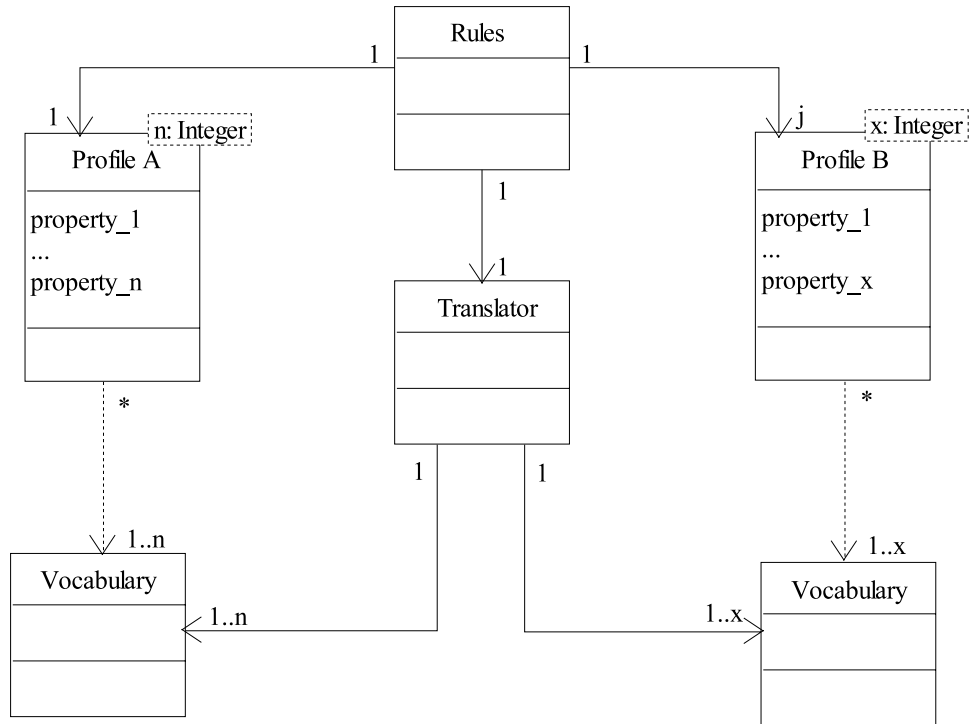 Rules
1
1
1
n: Integer
j
x: Integer
Profile A
Profile B
property_1
...
property_n
property_1
...
property_x
1
1
Translator
*
*
1
1
1..n
1..x
Vocabulary
Vocabulary
1..n
1..x